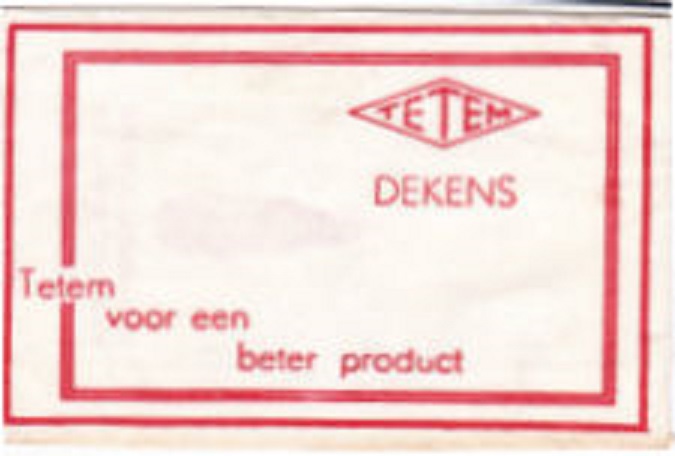 TETEM
DEKENS
Tetem
voor een
beter product